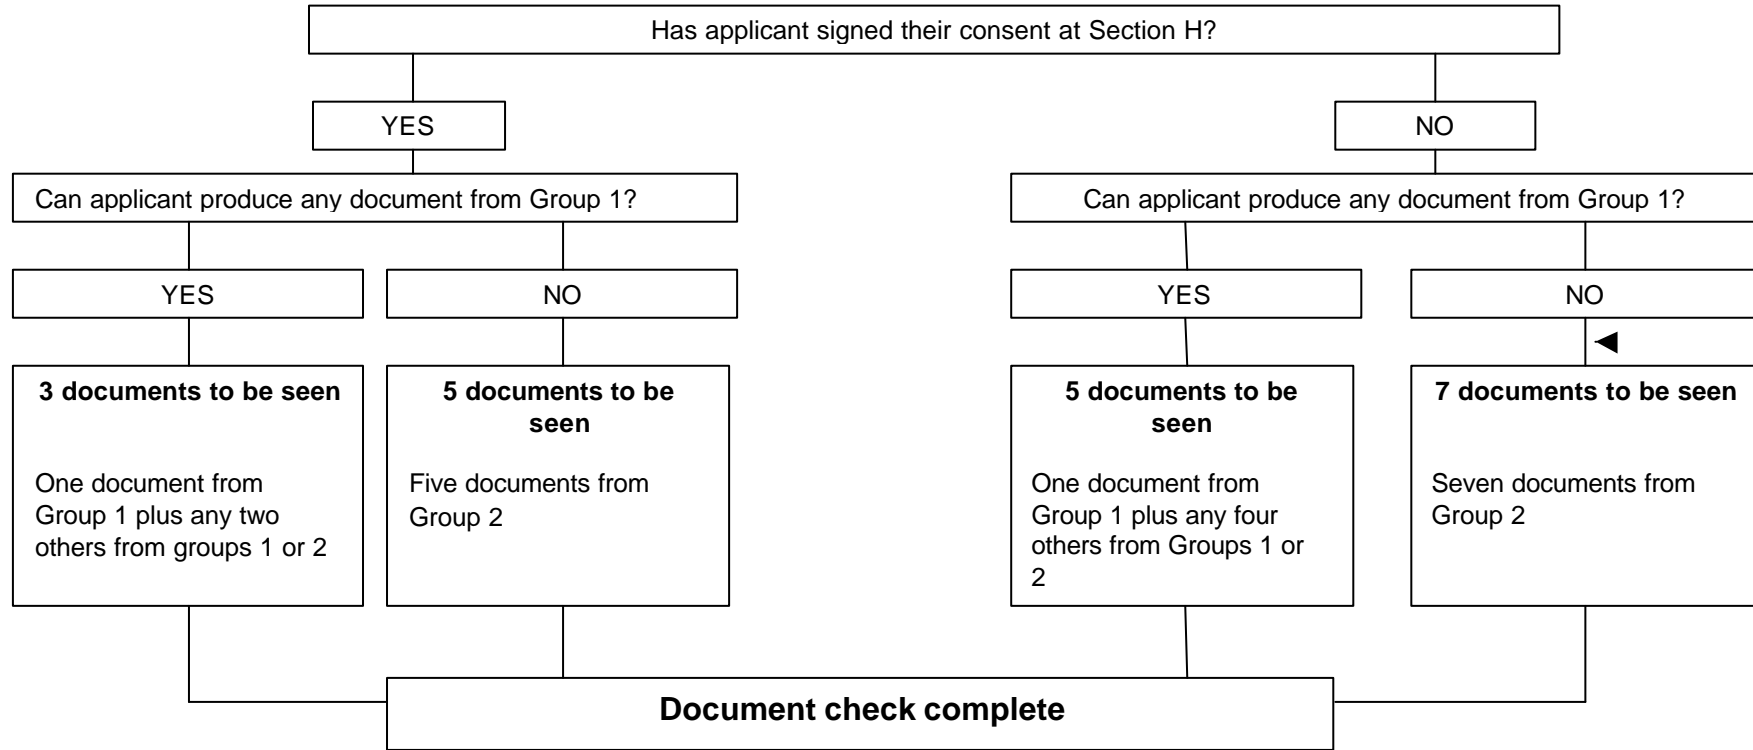 Has applicant signed their consent at Section H?
YES
NO
Can applicant produce any document from Group 1?
Can applicant produce any document from Group 1?
YES
NO
YES
NO
3 documents to be seen
One document from
Group 1 plus any two
others from groups 1 or 2
5 documents to be
seen
Five documents from
Group 2
5 documents to be
seen
One document from
Group 1 plus any four
others from Groups 1 or
2
7 documents to be seen
Seven documents from
Group 2
Document check complete